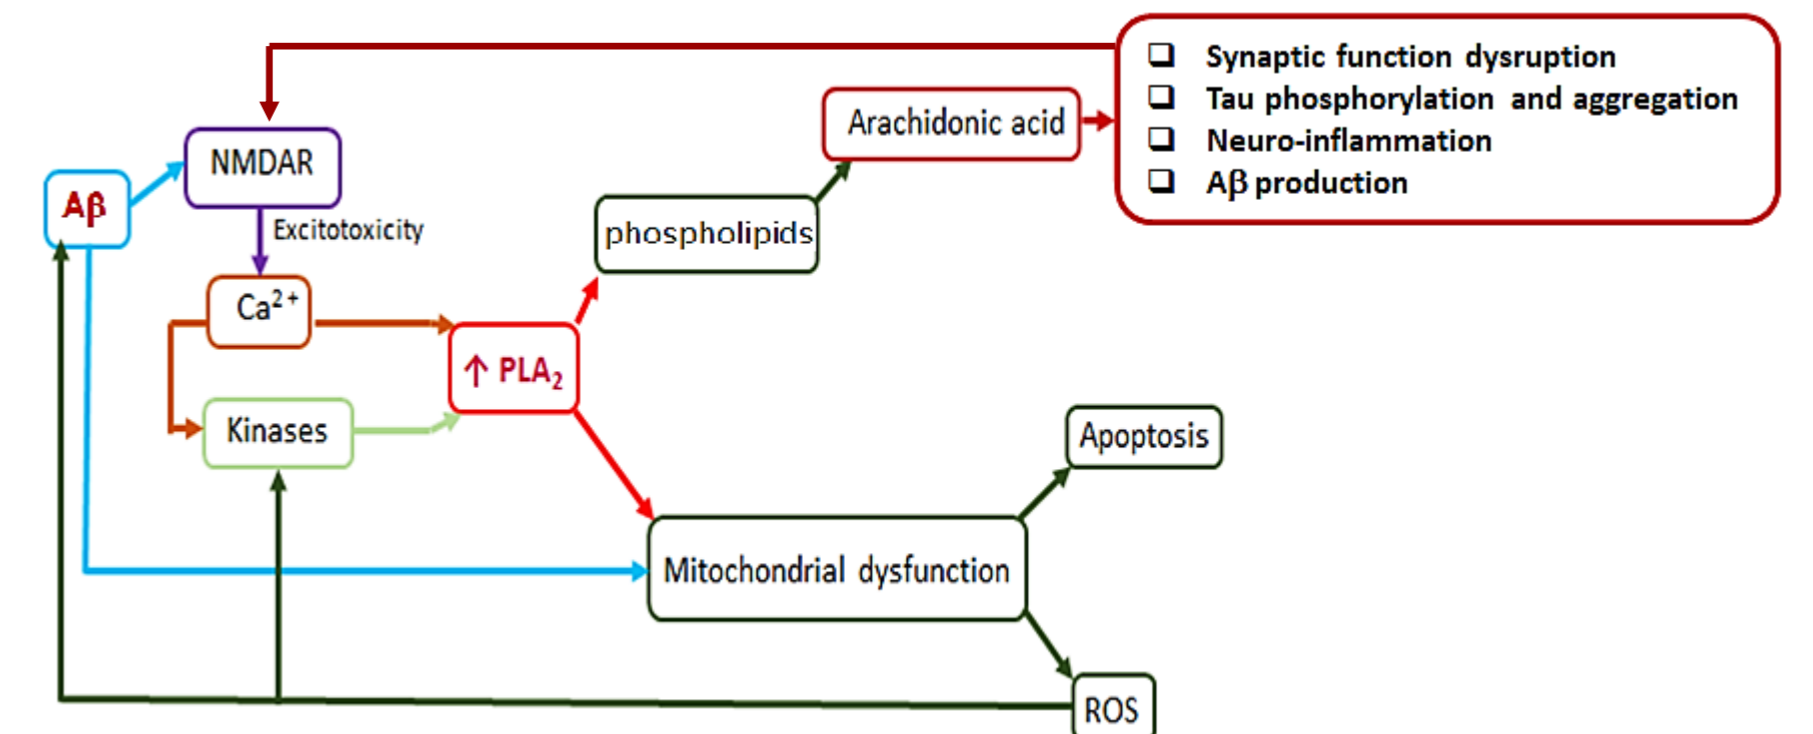 Synaptic function dysruption
Tau phosphorylation and aggregation
Neuro-inflammation
Aβ production
Arachidonic acid
NMDAR
Aβ
Excitotoxicity
phospholipids
Ca²⁺
↑ PLA₂
Kinases
Apoptosis
Mitochondrial dysfunction
ROS